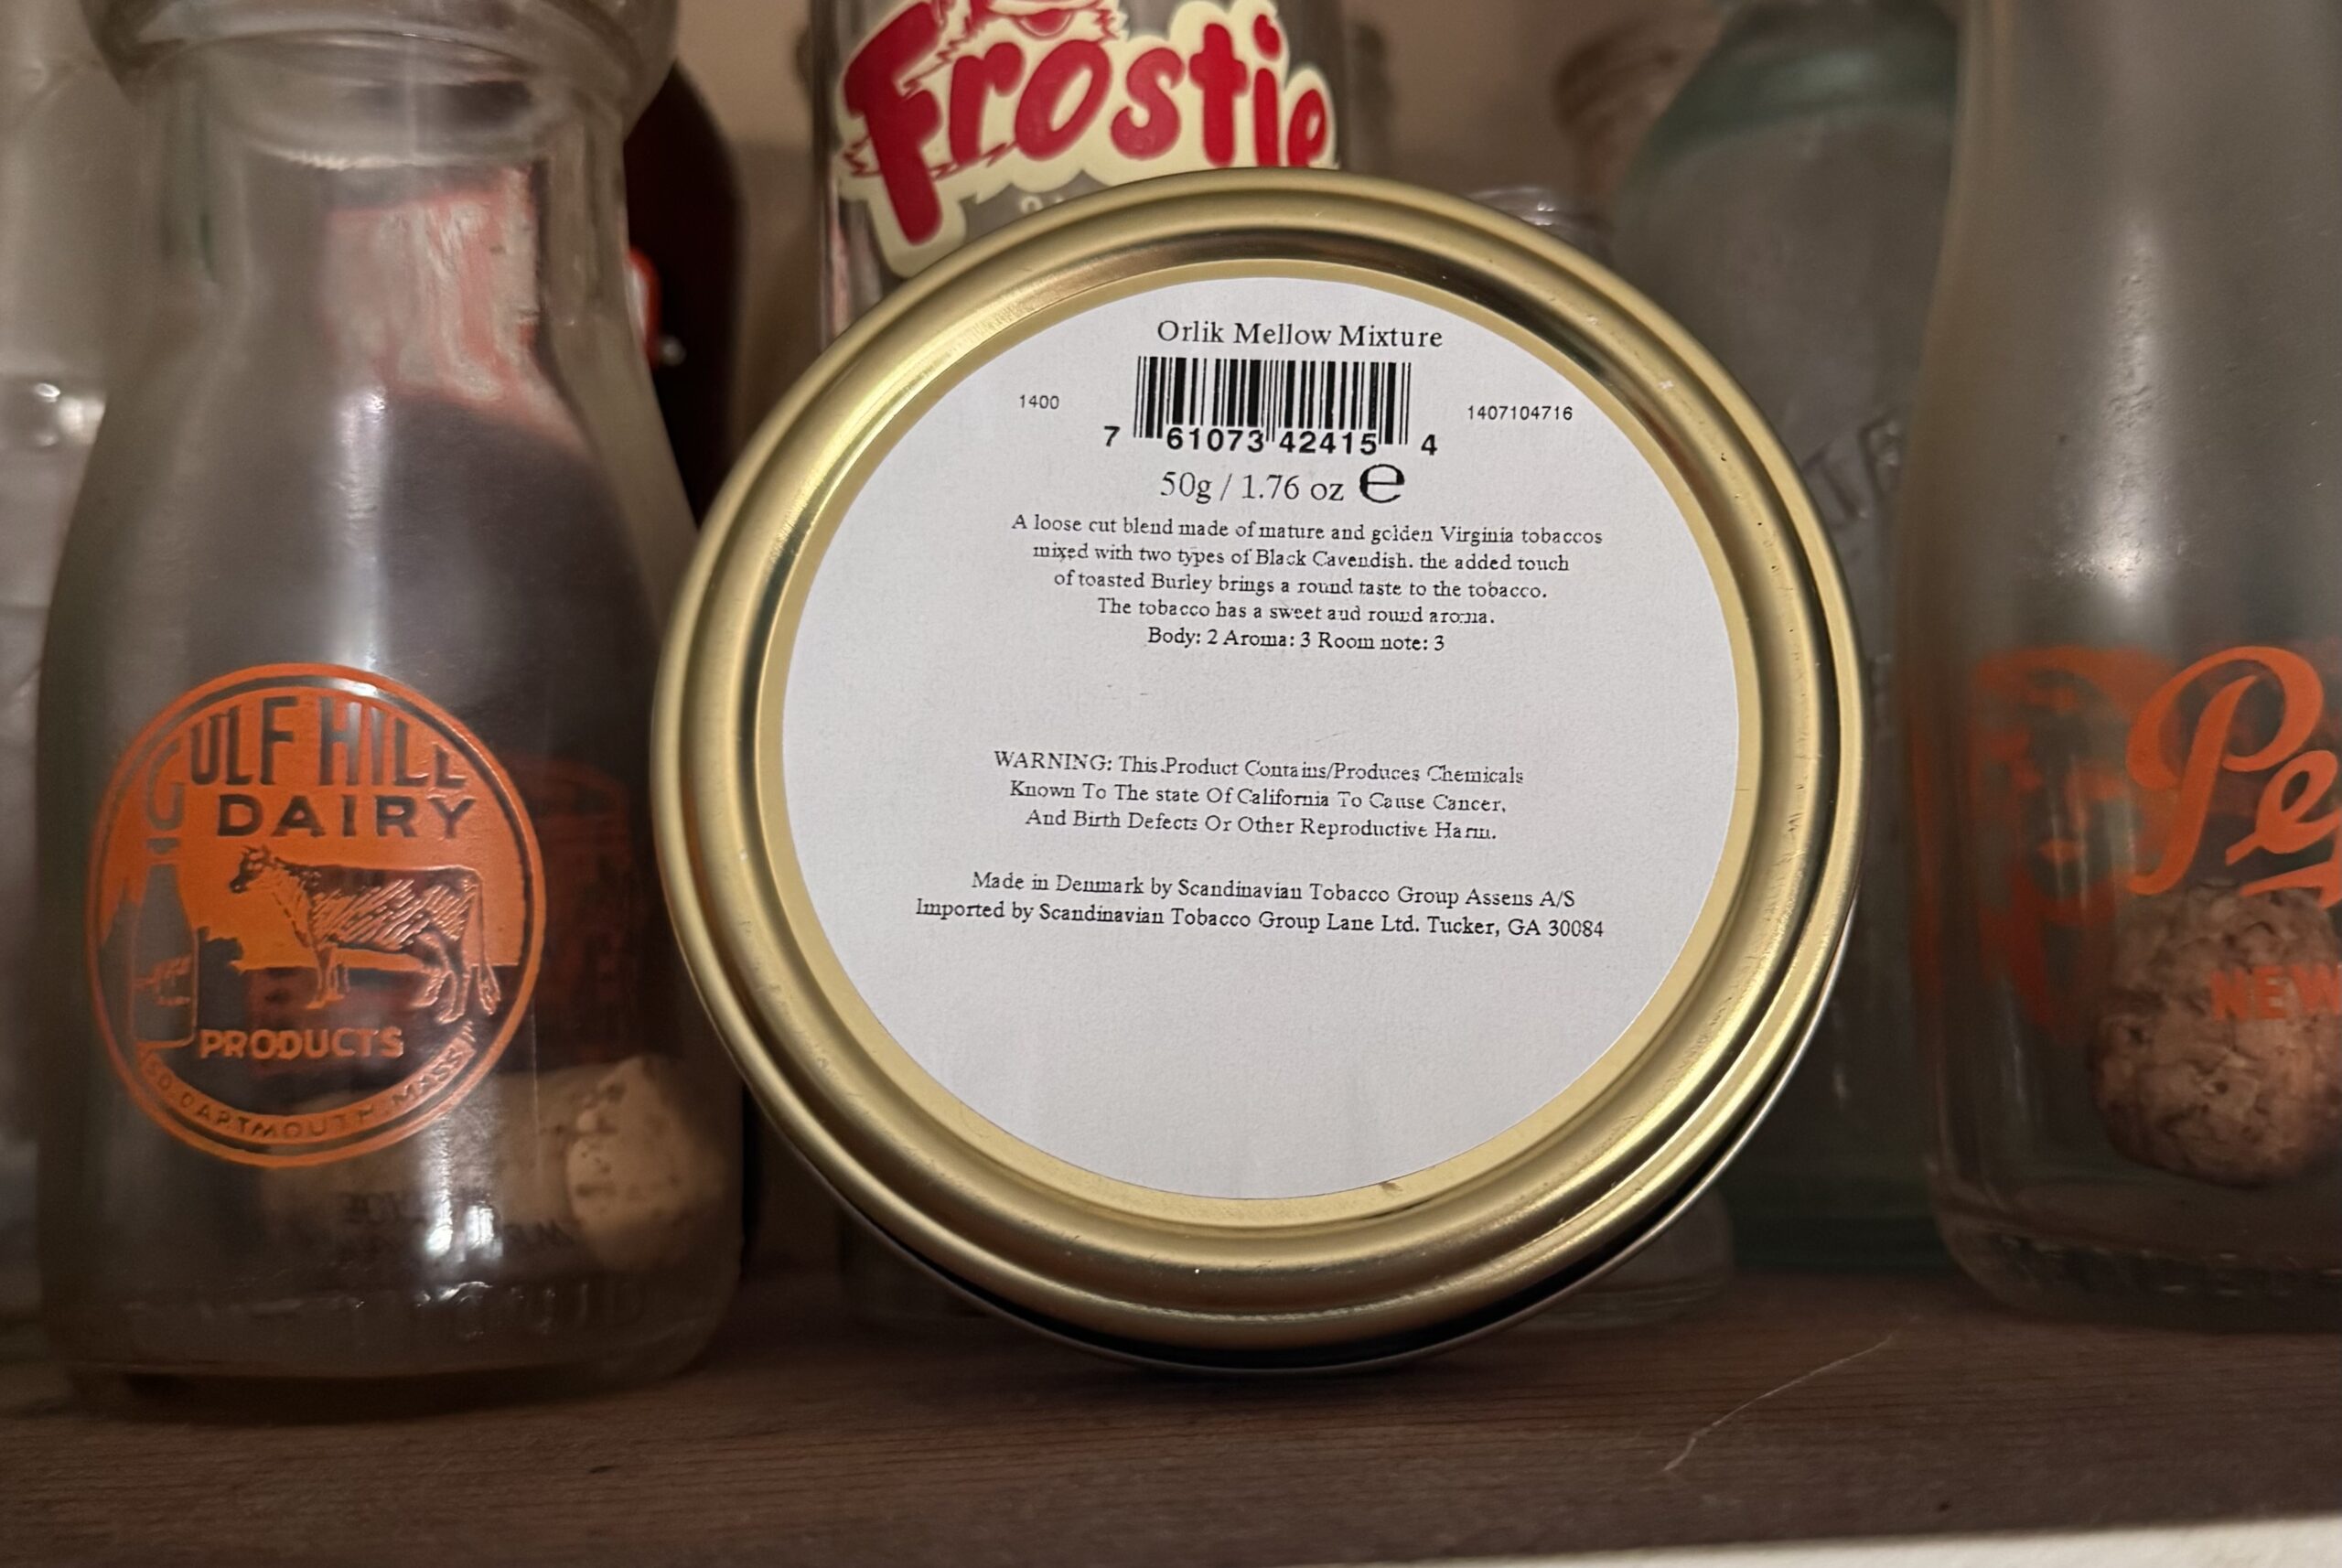 Frostie
GULF HILL
DAIRY
PRODUCTS
SO. DARTMOUTH, MASS.
Orlik Mellow Mixture
1400
1407104716
7 61073 42415 4
50g / 1.76 oz ℮
A loose cut blend made of mature and golden Virginia tobaccos
mixed with two types of Black Cavendish. the added touch
of toasted Burley brings a round taste to the tobacco.
The tobacco has a sweet and round aroma.
Body: 2 Aroma: 3 Room note: 3
WARNING: This Product Contains/Produces Chemicals
Known To The state Of California To Cause Cancer,
And Birth Defects Or Other Reproductive Harm.
Made in Denmark by Scandinavian Tobacco Group Assens A/S
Imported by Scandinavian Tobacco Group Lane Ltd. Tucker, GA 30084
NEW